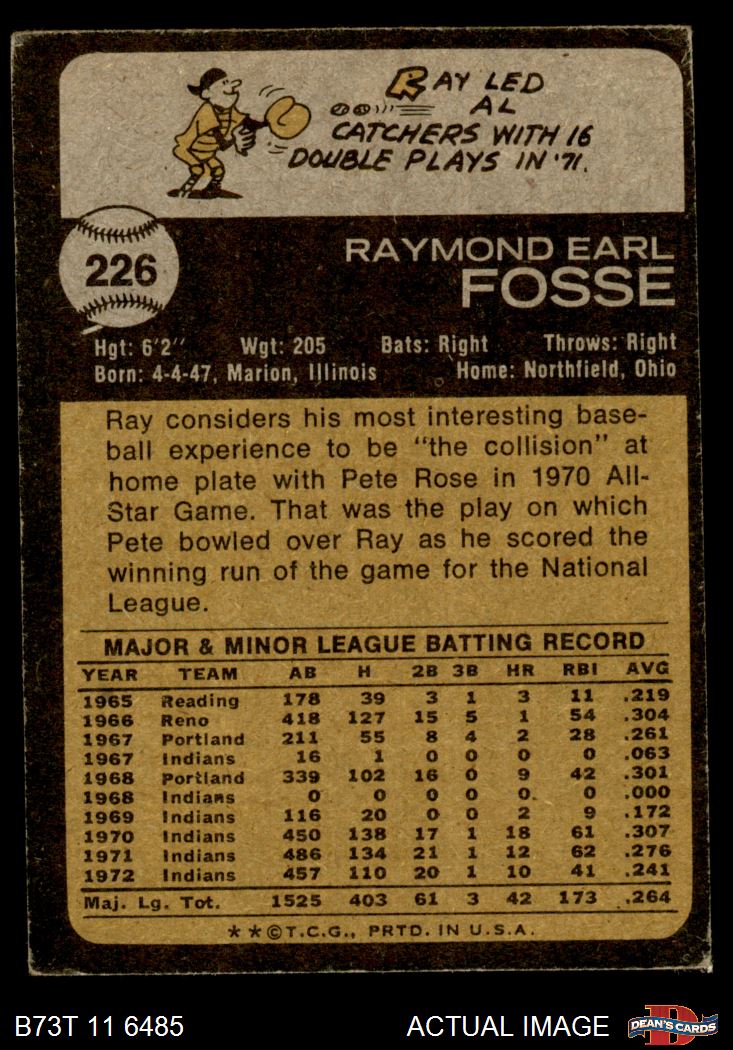 RAY LED
AL
CATCHERS WITH 16
DOUBLE PLAYS IN '71.
226
RAYMOND EARL
FOSSE
Hgt: 6'2" Wgt: 205 Bats: Right Throws: Right
Born: 4-4-47, Marion, Illinois Home: Northfield, Ohio
Ray considers his most interesting base-
ball experience to be "the collision" at
home plate with Pete Rose in 1970 All-
Star Game. That was the play on which
Pete bowled over Ray as he scored the
winning run of the game for the National
League.
MAJOR & MINOR LEAGUE BATTING RECORD
YEAR TEAM AB H 2B 3B HR RBI AVG
1965 Reading 178 39 3 1 3 11 .219
1966 Reno 418 127 15 5 1 54 .304
1967 Portland 211 55 8 4 2 28 .261
1967 Indians 16 1 0 0 0 0 .063
1968 Portland 339 102 16 0 9 42 .301
1968 Indians 0 0 0 0 0 0 .000
1969 Indians 116 20 0 0 2 9 .172
1970 Indians 450 138 17 1 18 61 .307
1971 Indians 486 134 21 1 12 62 .276
1972 Indians 457 110 20 1 10 41 .241
Maj. Lg. Tot. 1525 403 61 3 42 173 .264
**©T.C.G., PRTD. IN U.S.A.
B73T 11 6485 ACTUAL IMAGE DEAN'S CARDS